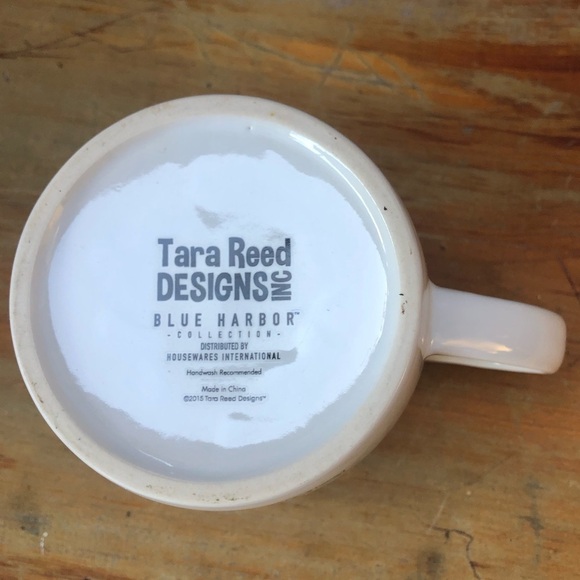 Tara Reed
DESIGNS INC
BLUE HARBOR™
- COLLECTION -
DISTRIBUTED BY
HOUSEWARES INTERNATIONAL
Handwash Recommended
Made in China
©2015 Tara Reed Designs™